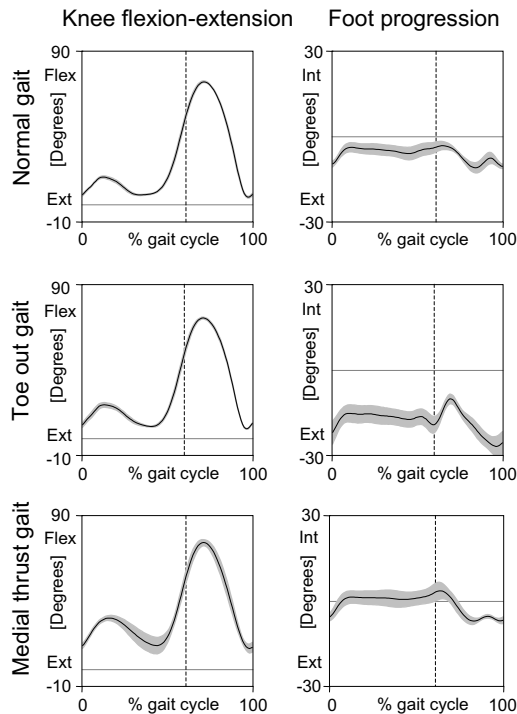 Knee flexion-extension
Foot progression
Normal gait
90
Flex
[Degrees]
Ext
-10
0
% gait cycle
100
30
Int
[Degrees]
Ext
-30
0
% gait cycle
100
Toe out gait
90
Flex
[Degrees]
Ext
-10
0
% gait cycle
100
30
Int
[Degrees]
Ext
-30
0
% gait cycle
100
Medial thrust gait
90
Flex
[Degrees]
Ext
-10
0
% gait cycle
100
30
Int
[Degrees]
Ext
-30
0
% gait cycle
100